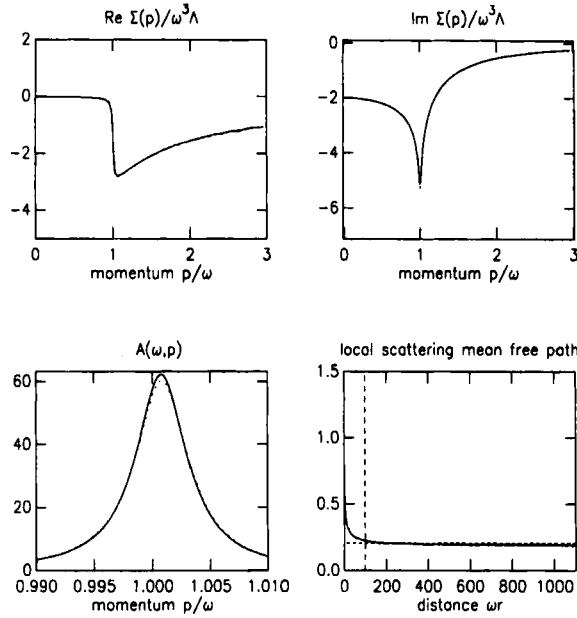 Re Σ(p)/ω³Λ
Im Σ(p)/ω³Λ
0
-2
-4
0 1 2 3
momentum p/ω
0
-2
-4
-6
0 1 2 3
momentum p/ω
A(ω,p)
local scattering mean free path
60
40
20
0
0.990 0.995 1.000 1.005 1.010
momentum p/ω
1.5
1.0
0.5
0.0
0 200 400 600 800 1000
distance ωr